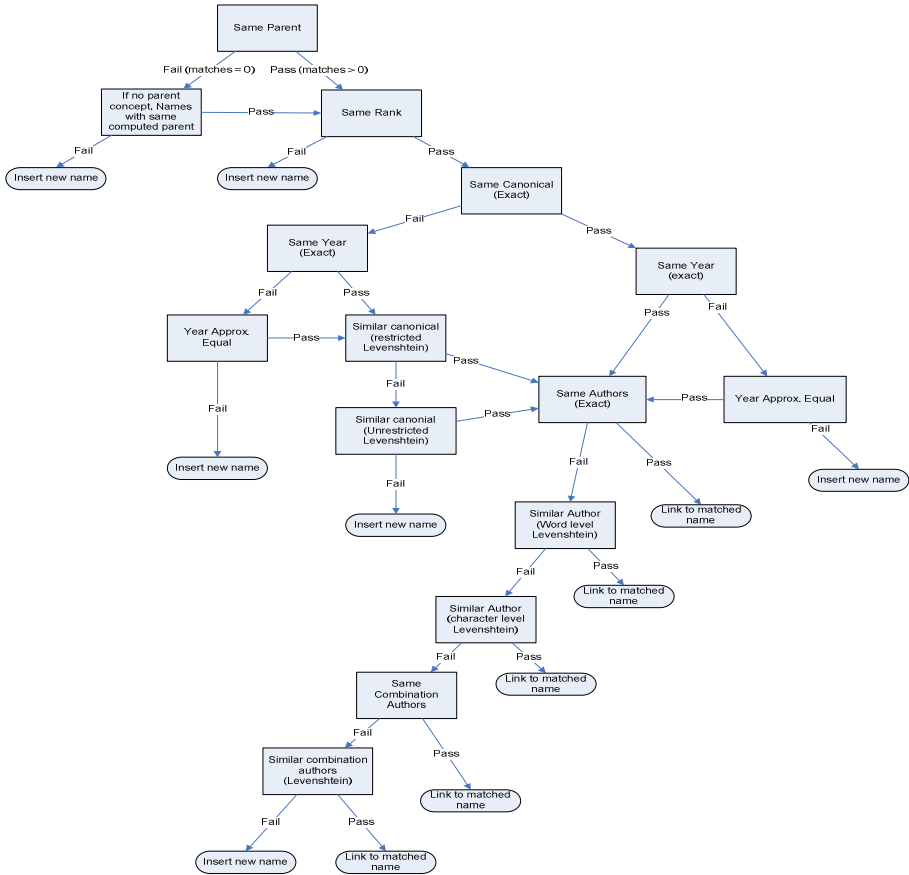 Same Parent
Fail (matches = 0)
Pass (matches > 0)
If no parent
concept, Names
with same
computed parent
Pass
Same Rank
Fail
Fail
Pass
Insert new name
Insert new name
Same Canonical
(Exact)
Fail
Pass
Same Year
(Exact)
Same Year
(exact)
Fail
Pass
Pass
Fail
Year Approx.
Equal
Pass
Similar canonical
(restricted
Levenshtein)
Pass
Fail
Same Authors
(Exact)
Pass
Year Approx. Equal
Fail
Similar canonial
(Unrestricted
Levenshtein)
Pass
Fail
Insert new name
Fail
Pass
Insert new name
Fail
Insert new name
Similar Author
(Word level
Levenshtein)
Link to matched
name
Fail
Pass
Link to matched
name
Similar Author
(character level
Levenshtein)
Fail
Pass
Link to matched
name
Same
Combination
Authors
Fail
Pass
Link to matched
name
Similar combination
authors
(Levenshtein)
Fail
Pass
Insert new name
Link to matched
name